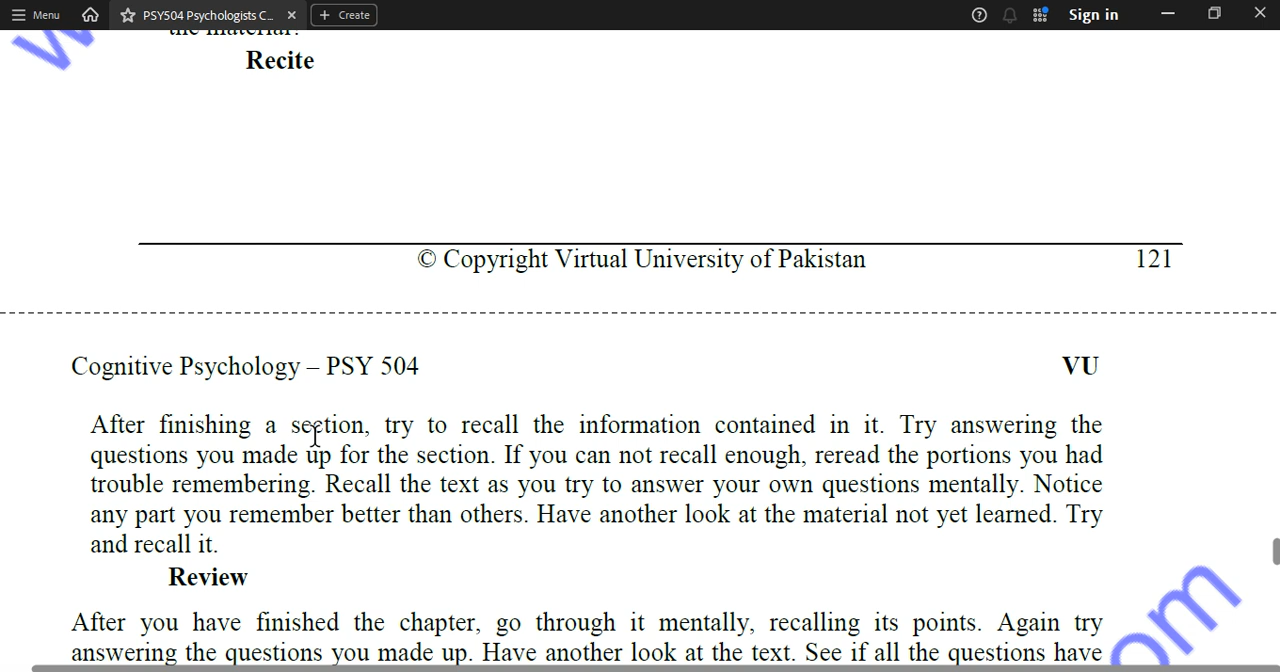 Menu
PSY504 Psychologists C...
Create
Sign in
the material.
Recite
© Copyright Virtual University of Pakistan 121
Cognitive Psychology – PSY 504 VU
After finishing a section, try to recall the information contained in it. Try answering the
questions you made up for the section. If you can not recall enough, reread the portions you had
trouble remembering. Recall the text as you try to answer your own questions mentally. Notice
any part you remember better than others. Have another look at the material not yet learned. Try
and recall it.
Review
After you have finished the chapter, go through it mentally, recalling its points. Again try
answering the questions you made up. Have another look at the text. See if all the questions have
om